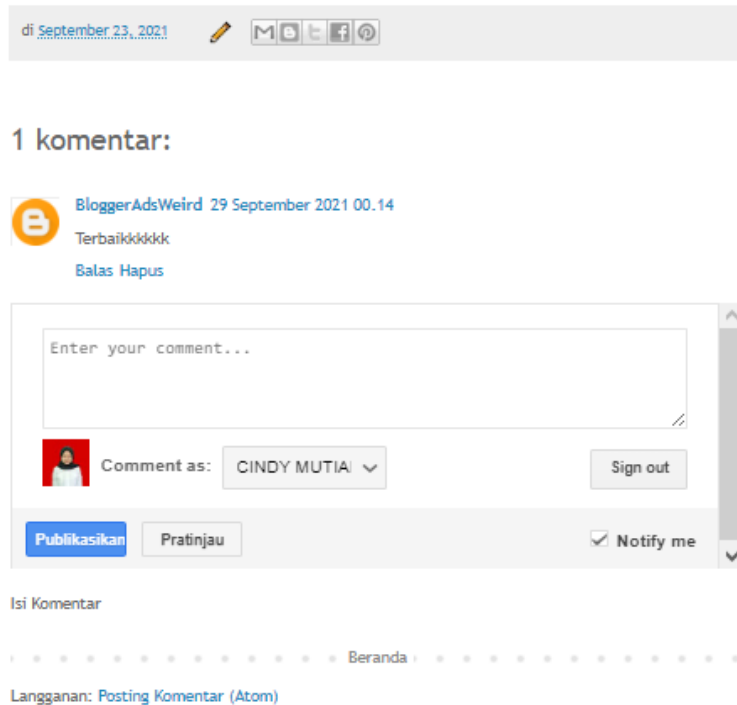 di September 23, 2021
1 komentar:
BloggerAdsWeird 29 September 2021 00.14
Terbaikkkkkk
Balas Hapus
Enter your comment...
Comment as: CINDY MUTIA
Sign out
Publikasikan
Pratinjau
Notify me
Isi Komentar
Beranda
Langganan: Posting Komentar (Atom)